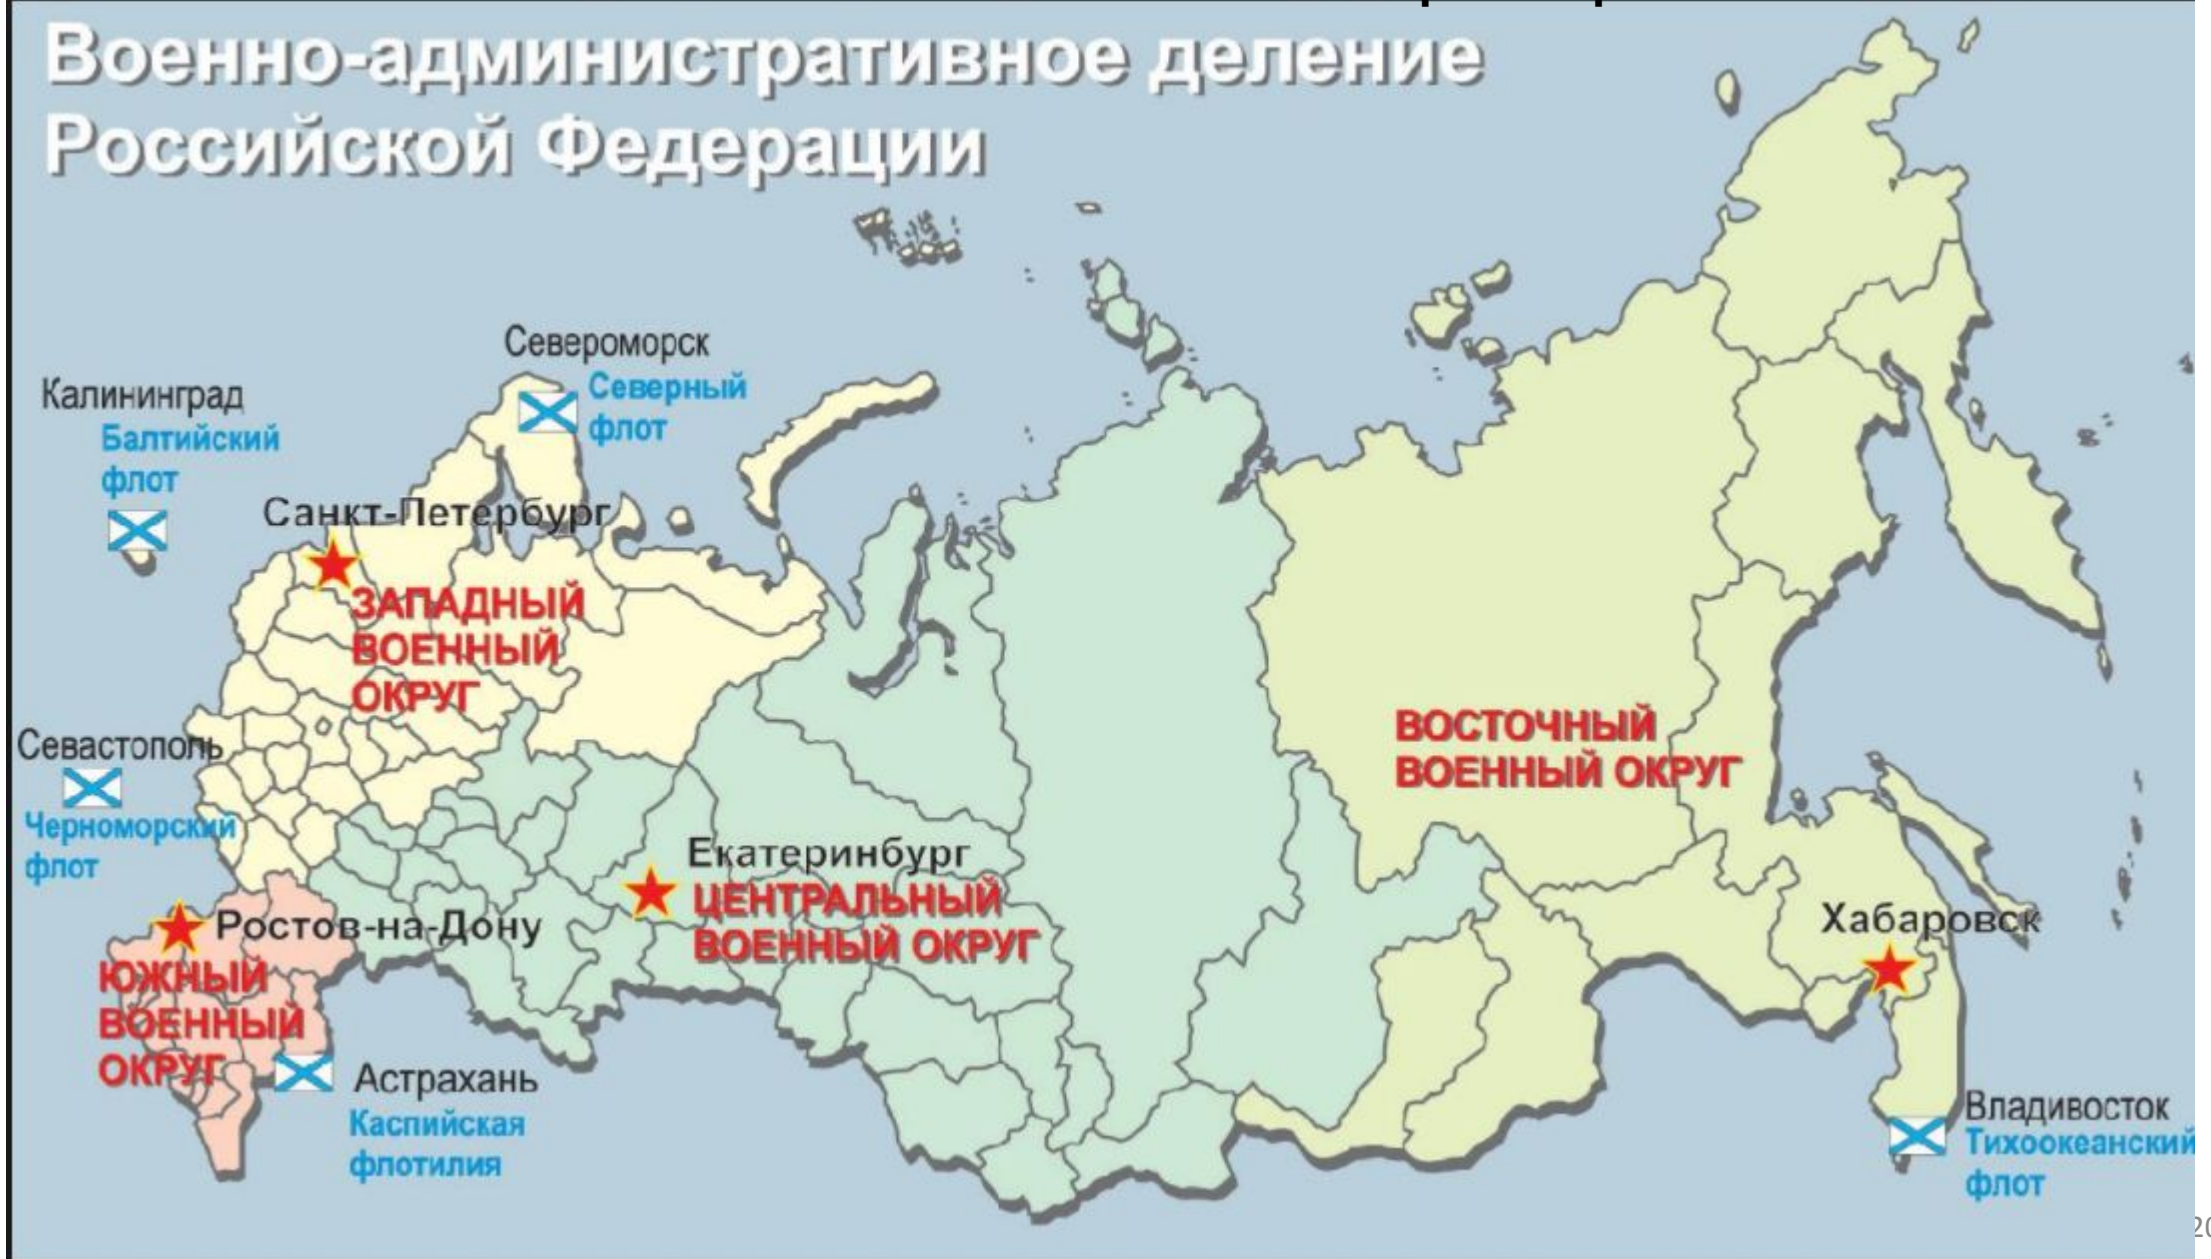 Военно-административное деление
Российской Федерации
Североморск
Северный
флот
Калининград
Балтийский
флот
Санкт-Петербург
ЗАПАДНЫЙ
ВОЕННЫЙ
ОКРУГ
ВОСТОЧНЫЙ
ВОЕННЫЙ ОКРУГ
Севастополь
Черноморский
флот
Екатеринбург
ЦЕНТРАЛЬНЫЙ
ВОЕННЫЙ ОКРУГ
Ростов-на-Дону
ЮЖНЫЙ
ВОЕННЫЙ
ОКРУГ
Хабаровск
Астрахань
Каспийская
флотилия
Владивосток
Тихоокеанский
флот